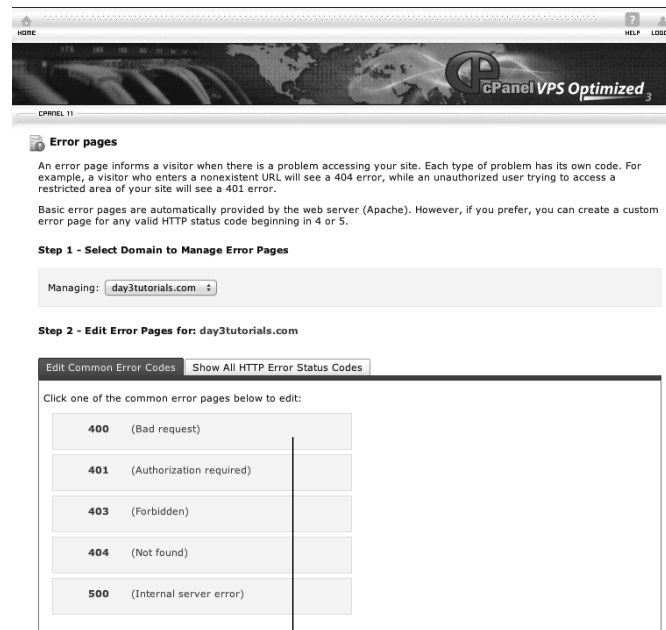 HOME
HELP
cPanel VPS Optimized 3
CPANEL 11
Error pages
An error page informs a visitor when there is a problem accessing your site. Each type of problem has its own code. For
example, a visitor who enters a nonexistent URL will see a 404 error, while an unauthorized user trying to access a
restricted area of your site will see a 401 error.
Basic error pages are automatically provided by the web server (Apache). However, if you prefer, you can create a custom
error page for any valid HTTP status code beginning in 4 or 5.
Step 1 - Select Domain to Manage Error Pages
Managing: day3tutorials.com
Step 2 - Edit Error Pages for: day3tutorials.com
Edit Common Error Codes Show All HTTP Error Status Codes
Click one of the common error pages below to edit:
400 (Bad request)
401 (Authorization required)
403 (Forbidden)
404 (Not found)
500 (Internal server error)